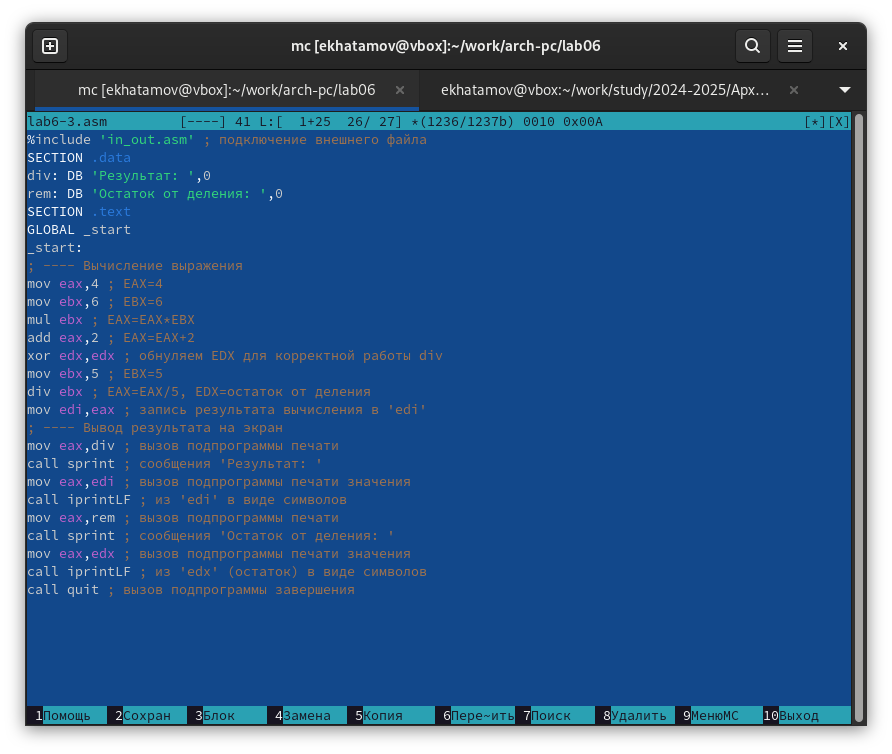 mc [ekhatamov@vbox]:~/work/arch-pc/lab06
mc [ekhatamov@vbox]:~/work/arch-pc/lab06 × ekhatamov@vbox:~/work/study/2024-2025/Арх… ×
lab6-3.asm [----] 41 L:[ 1+25 26/ 27] *(1236/1237b) 0010 0x00A [*][X]
%include 'in_out.asm' ; подключение внешнего файла
SECTION .data
div: DB 'Результат: ',0
rem: DB 'Остаток от деления: ',0
SECTION .text
GLOBAL _start
_start:
; ---- Вычисление выражения
mov eax,4 ; EAX=4
mov ebx,6 ; EBX=6
mul ebx ; EAX=EAX*EBX
add eax,2 ; EAX=EAX+2
xor edx,edx ; обнуляем EDX для корректной работы div
mov ebx,5 ; EBX=5
div ebx ; EAX=EAX/5, EDX=остаток от деления
mov edi,eax ; запись результата вычисления в 'edi'
; ---- Вывод результата на экран
mov eax,div ; вызов подпрограммы печати
call sprint ; сообщения 'Результат: '
mov eax,edi ; вызов подпрограммы печати значения
call iprintLF ; из 'edi' в виде символов
mov eax,rem ; вызов подпрограммы печати
call sprint ; сообщения 'Остаток от деления: '
mov eax,edx ; вызов подпрограммы печати значения
call iprintLF ; из 'edx' (остаток) в виде символов
call quit ; вызов подпрограммы завершения
1Помощь 2Сохран 3Блок 4Замена 5Копия 6Пере~ить 7Поиск 8Удалить 9МенюMC 10Выход